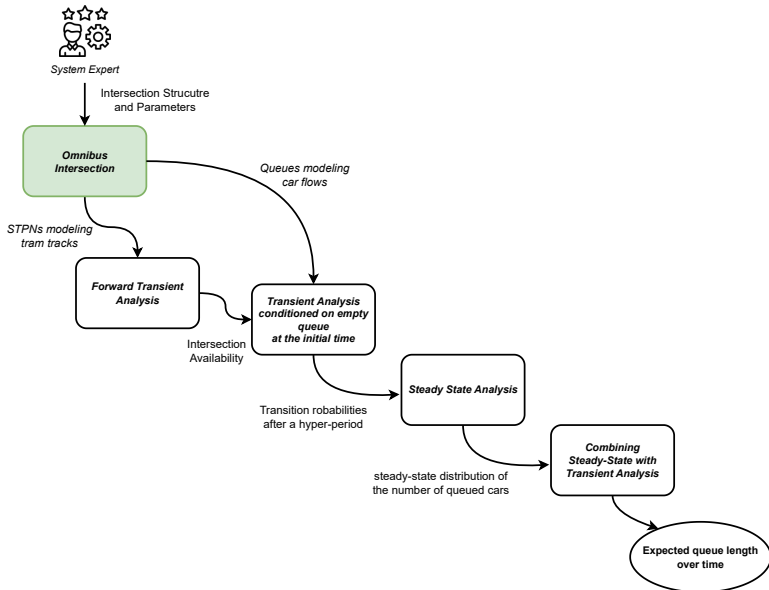 System Expert
Intersection Strucutre
and Parameters
Omnibus
Intersection
Queues modeling
car flows
STPNs modeling
tram tracks
Forward Transient
Analysis
Transient Analysis
conditioned on empty
queue
at the initial time
Intersection
Availability
Steady State Analysis
Transition robabilities
after a hyper-period
Combining
Steady-State with
Transient Analysis
steady-state distribution of
the number of queued cars
Expected queue length
over time